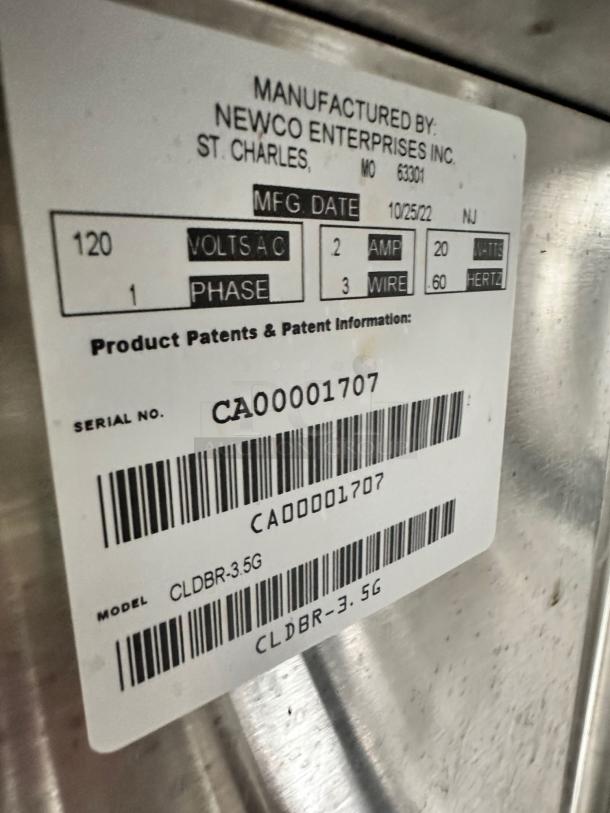 MANUFACTURED BY:
NEWCO ENTERPRISES INC.
ST. CHARLES, MO 63301
MFG. DATE 10/25/22 NJ
120 VOLTS A.C. .2 AMP 20 WATTS
1 PHASE 3 WIRE 60 HERTZ
Product Patents & Patent Information:
SERIAL NO. CA00001707
CA00001707
MODEL CLDBR-3.5G
CLDBR-3.5G